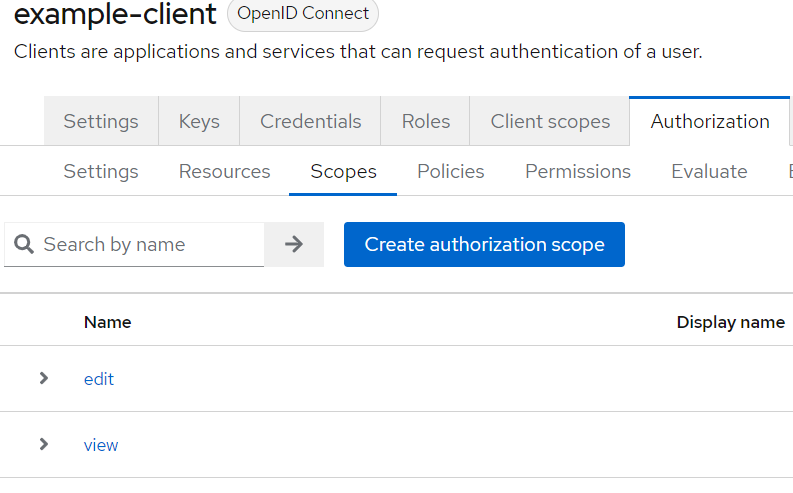 example-client OpenID Connect
Clients are applications and services that can request authentication of a user.
Settings Keys Credentials Roles Client scopes Authorization
Settings Resources Scopes Policies Permissions Evaluate
Search by name Create authorization scope
Name Display name
edit
view